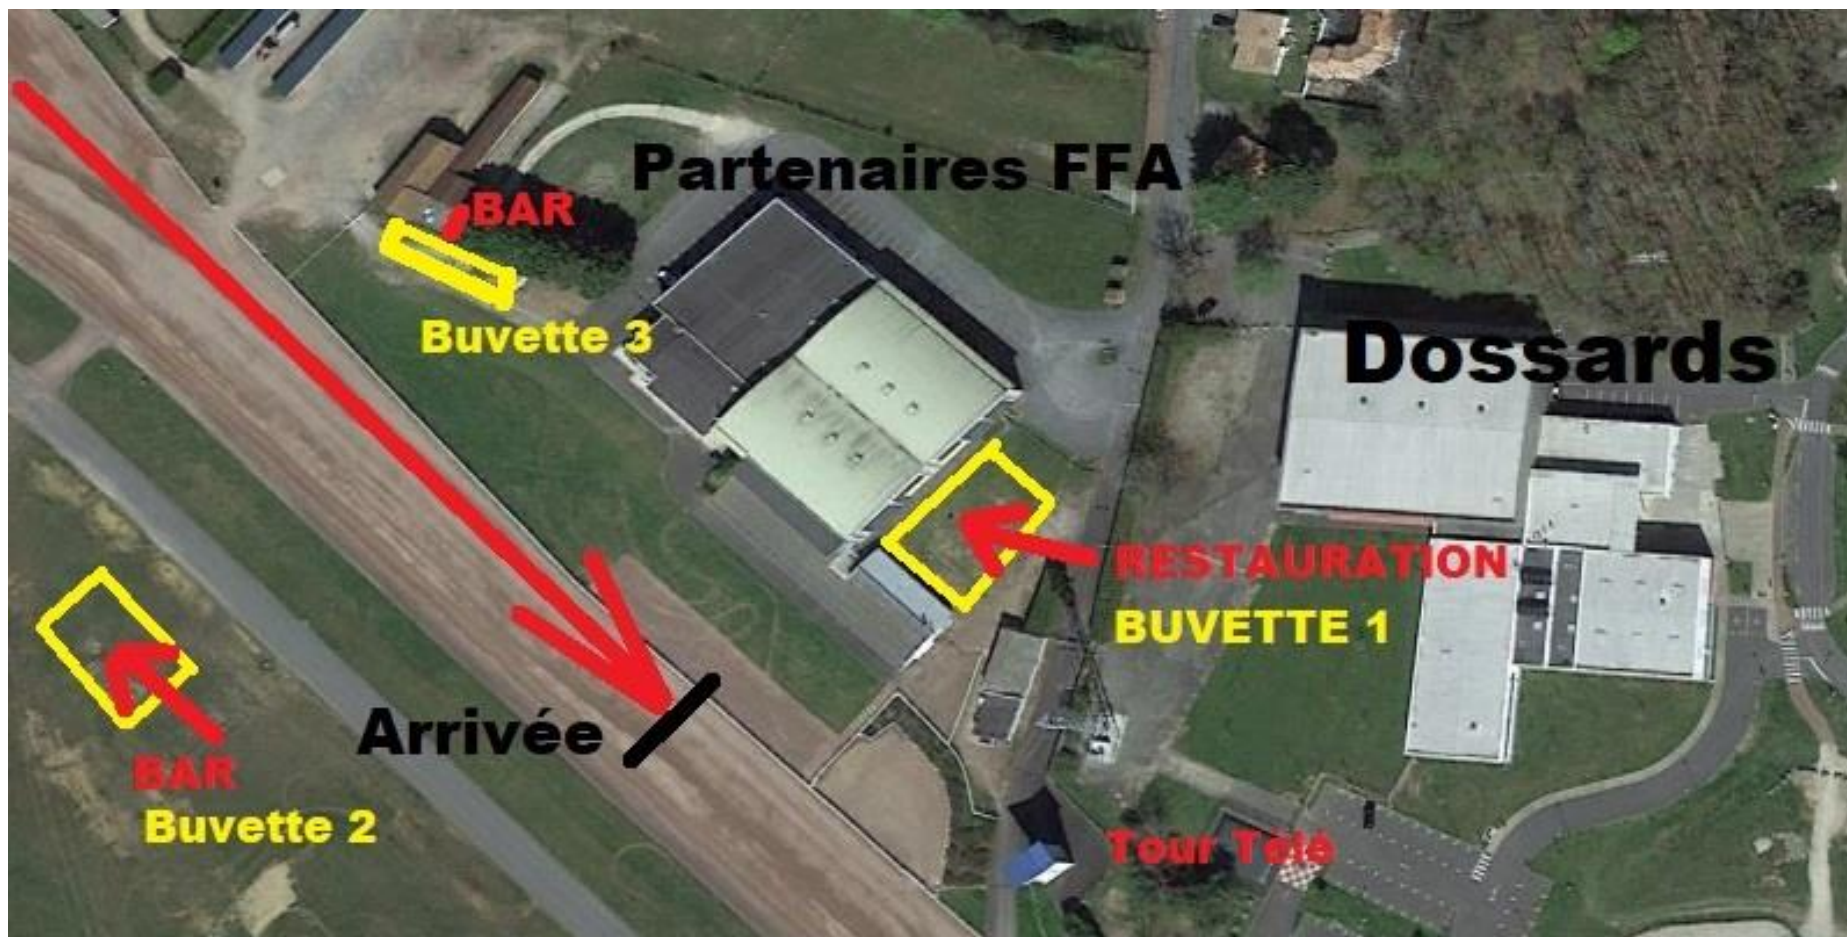 Partenaires FFA
BAR
Buvette 3
Dossards
RESTAURATION
BUVETTE 1
Arrivée
BAR
Buvette 2
Tour Télé